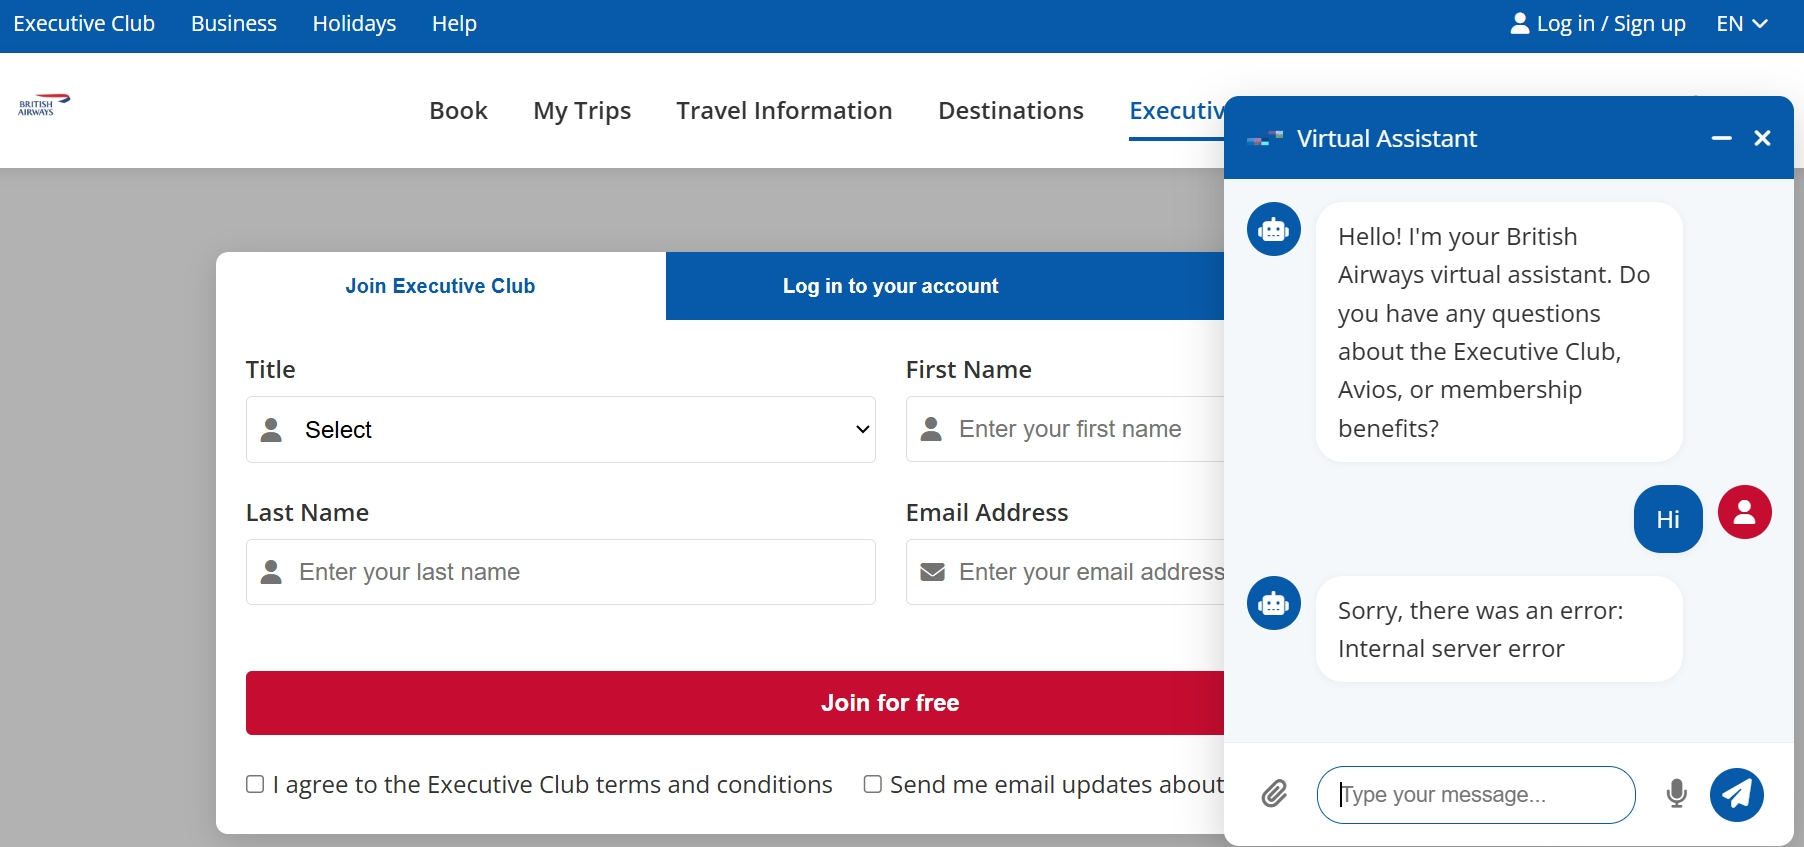 Executive Club Business Holidays Help Log in / Sign up EN
BRITISH
AIRWAYS
Book My Trips Travel Information Destinations Executiv
Virtual Assistant
Hello! I'm your British
Airways virtual assistant. Do
you have any questions
about the Executive Club,
Avios, or membership
benefits?
Hi
Sorry, there was an error:
Internal server error
Type your message...
Join Executive Club Log in to your account
Title First Name
Select Enter your first name
Last Name Email Address
Enter your last name Enter your email address
Join for free
I agree to the Executive Club terms and conditions Send me email updates about